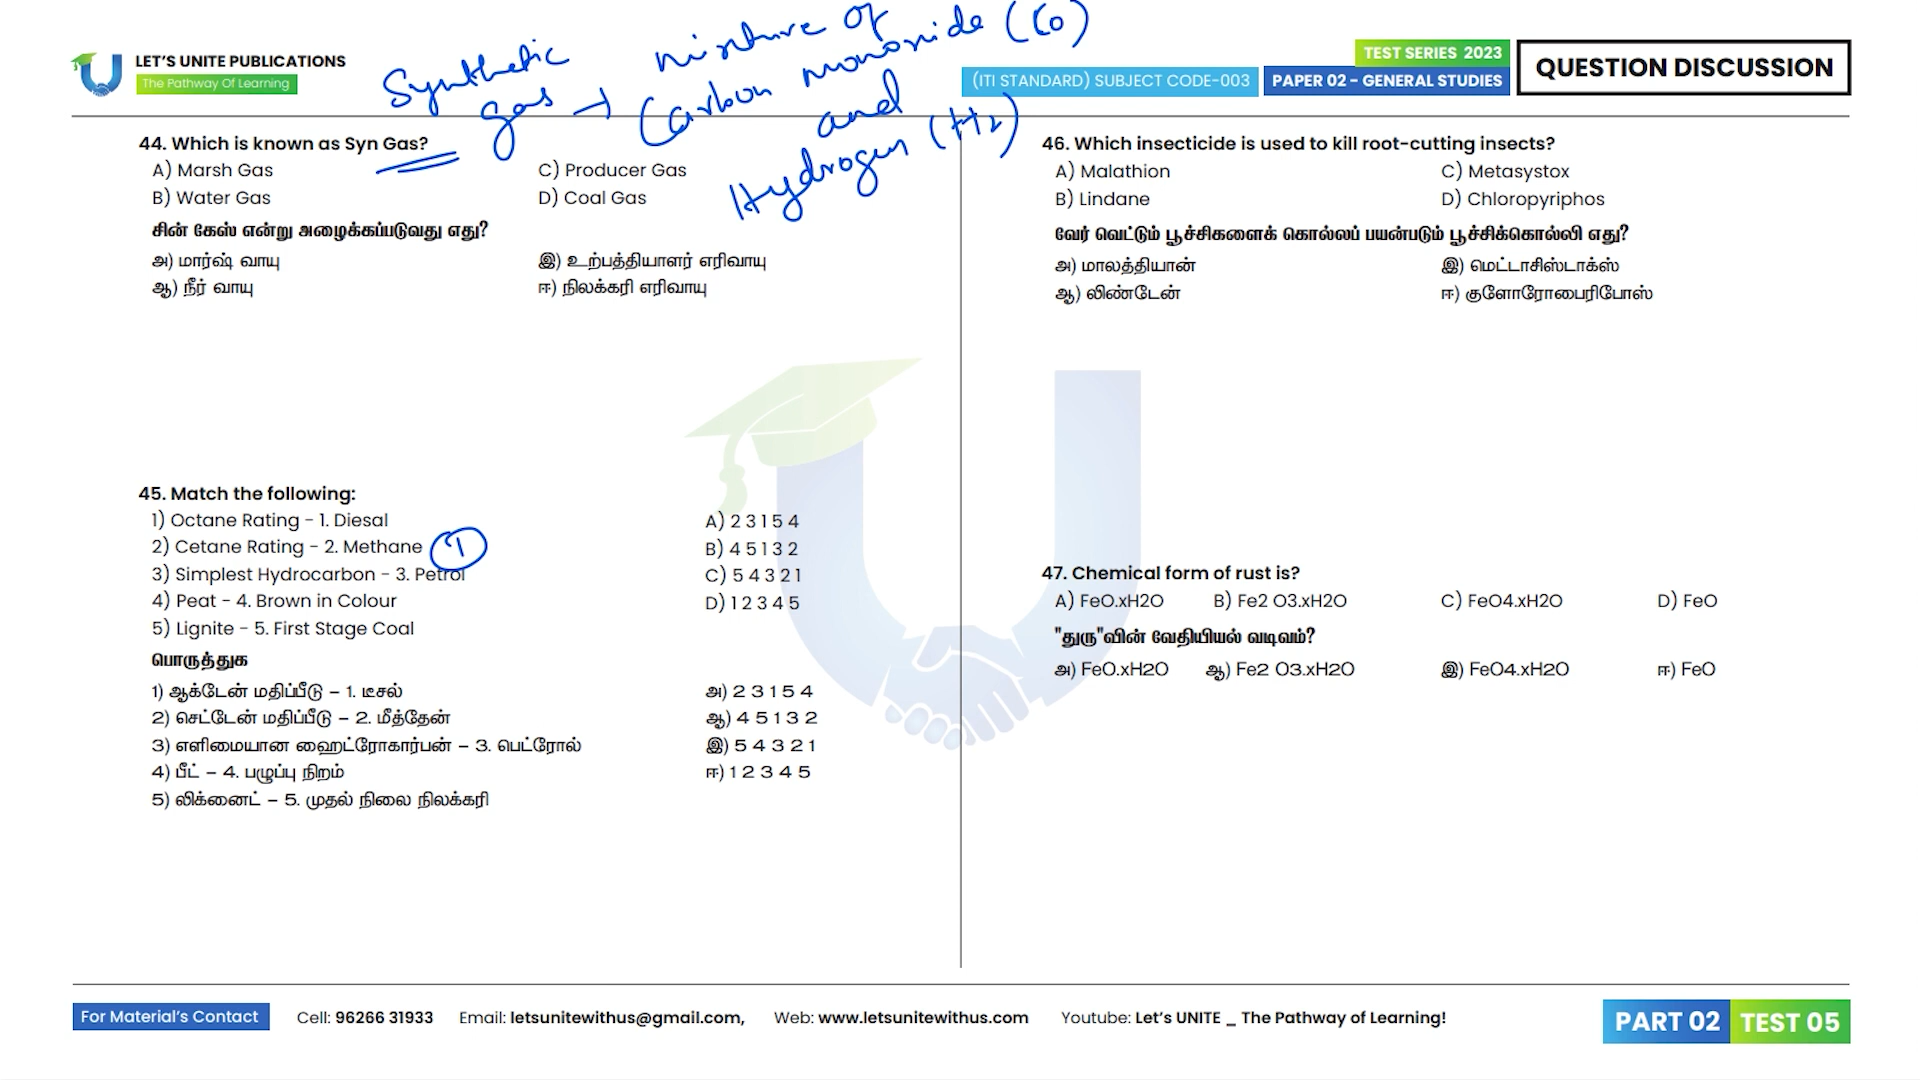 LET'S UNITE PUBLICATIONS
The Pathway Of Learning
Synthetic gas → mixture of
Carbon monoxide (CO)
and
Hydrogen (H2)
TEST SERIES 2023
(ITI STANDARD) SUBJECT CODE-003
PAPER 02 - GENERAL STUDIES
QUESTION DISCUSSION
44. Which is known as Syn Gas?
A) Marsh Gas C) Producer Gas
B) Water Gas D) Coal Gas
சின் கேஸ் என்று அழைக்கப்படுவது எது?
அ) மார்ஷ் வாயு இ) உற்பத்தியாளர் எரிவாயு
ஆ) நீர் வாயு ஈ) நிலக்கரி எரிவாயு
45. Match the following:
1) Octane Rating - 1. Diesal A) 2 3 1 5 4
2) Cetane Rating - 2. Methane 1 B) 4 5 1 3 2
3) Simplest Hydrocarbon - 3. Petrol C) 5 4 3 2 1
4) Peat - 4. Brown in Colour D) 1 2 3 4 5
5) Lignite - 5. First Stage Coal
பொருத்துக
1) ஆக்டேன் மதிப்பீடு – 1. டீசல் அ) 2 3 1 5 4
2) செட்டேன் மதிப்பீடு – 2. மீத்தேன் ஆ) 4 5 1 3 2
3) எளிமையான ஹைட்ரோகார்பன் – 3. பெட்ரோல் இ) 5 4 3 2 1
4) பீட் – 4. பழுப்பு நிறம் ஈ) 1 2 3 4 5
5) லிக்னைட் – 5. முதல் நிலை நிலக்கரி
46. Which insecticide is used to kill root-cutting insects?
A) Malathion C) Metasystox
B) Lindane D) Chloropyriphos
வேர் வெட்டும் பூச்சிகளைக் கொல்லப் பயன்படும் பூச்சிக்கொல்லி எது?
அ) மாலத்தியான் இ) மெட்டாசிஸ்டாக்ஸ்
ஆ) லிண்டேன் ஈ) குளோரோபைரிபோஸ்
47. Chemical form of rust is?
A) FeO.xH2O B) Fe2 O3.xH2O C) FeO4.xH2O D) FeO
"துரு"வின் வேதியியல் வடிவம்?
அ) FeO.xH2O ஆ) Fe2 O3.xH2O இ) FeO4.xH2O ஈ) FeO
For Material's Contact
Cell: 96266 31933 Email: letsunitewithus@gmail.com, Web: www.letsunitewithus.com Youtube: Let's UNITE _ The Pathway of Learning!
PART 02 TEST 05